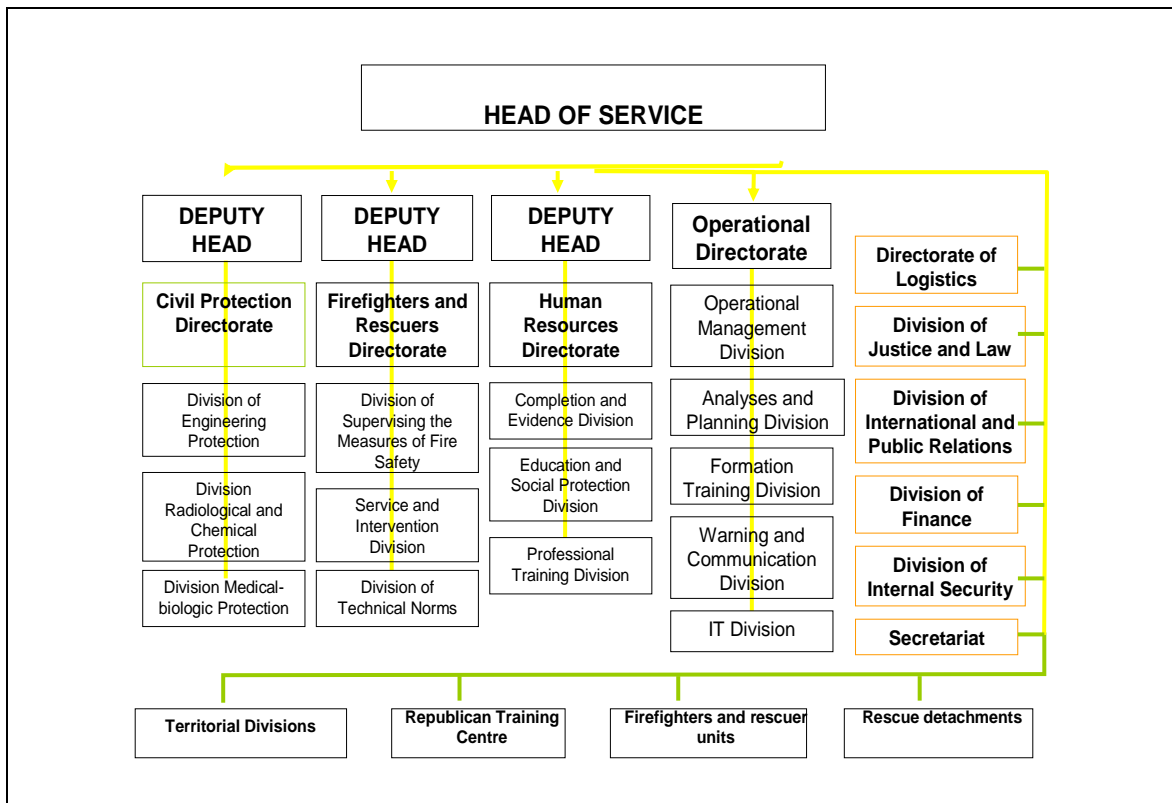 HEAD OF SERVICE
DEPUTY
HEAD
Civil Protection
Directorate
Division of
Engineering
Protection
Division
Radiological and
Chemical
Protection
Division Medical-
biologic Protection
DEPUTY
HEAD
Firefighters and
Rescuers
Directorate
Division of
Supervising the
Measures of Fire
Safety
Service and
Intervention
Division
Division of
Technical Norms
DEPUTY
HEAD
Human
Resources
Directorate
Completion and
Evidence Division
Education and
Social Protection
Division
Professional
Training Division
Operational
Directorate
Operational
Management
Division
Analyses and
Planning Division
Formation
Training Division
Warning and
Communication
Division
IT Division
Directorate of
Logistics
Division of
Justice and Law
Division of
International and
Public Relations
Division of
Finance
Division of
Internal Security
Secretariat
Territorial Divisions
Republican Training
Centre
Firefighters and rescuer
units
Rescue detachments